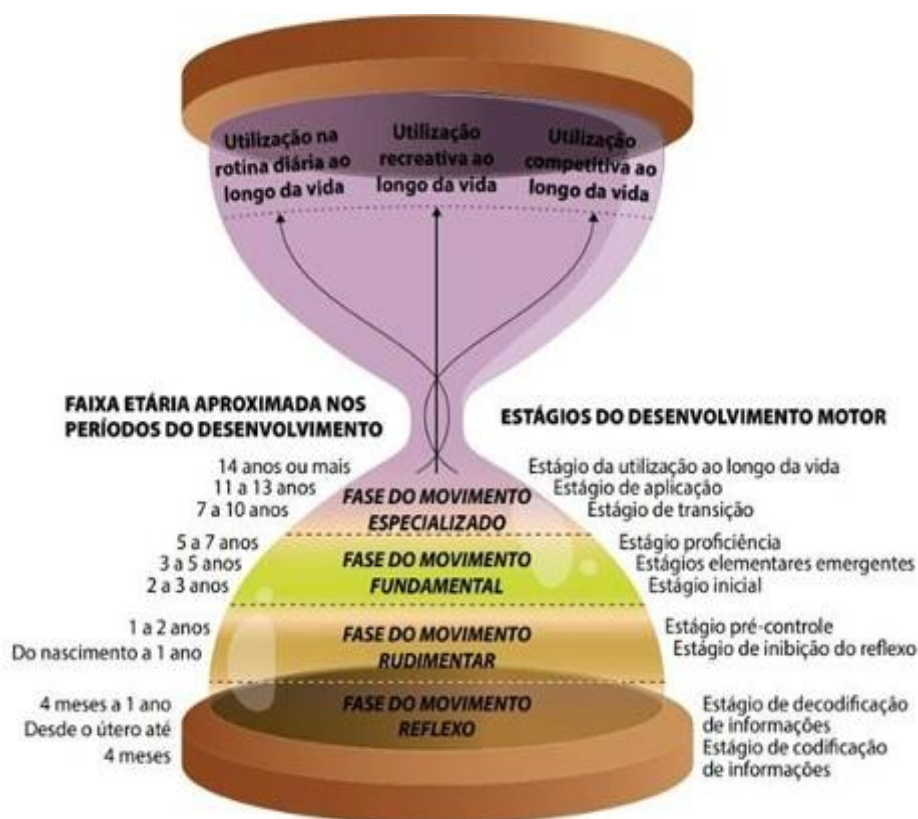 Utilização na
rotina diária ao
longo da vida
Utilização
recreativa ao
longo da vida
Utilização
competitiva ao
longo da vida
FAIXA ETÁRIA APROXIMADA NOS
PERÍODOS DO DESENVOLVIMENTO
ESTÁGIOS DO DESENVOLVIMENTO MOTOR
14 anos ou mais
11 a 13 anos
7 a 10 anos
FASE DO MOVIMENTO
ESPECIALIZADO
Estágio da utilização ao longo da vida
Estágio de aplicação
Estágio de transição
5 a 7 anos
3 a 5 anos
2 a 3 anos
FASE DO MOVIMENTO
FUNDAMENTAL
Estágio proficiência
Estágios elementares emergentes
Estágio inicial
1 a 2 anos
Do nascimento a 1 ano
FASE DO MOVIMENTO
RUDIMENTAR
Estágio pré-controle
Estágio de inibição do reflexo
4 meses a 1 ano
Desde o útero até
4 meses
FASE DO MOVIMENTO
REFLEXO
Estágio de decodificação
de informações
Estágio de codificação
de informações